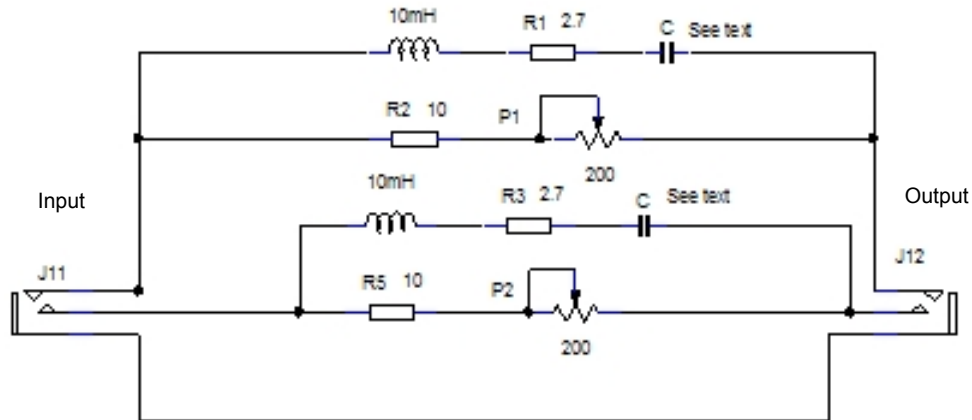 10mH R1 2.7 C See text
R2 10 P1
200
Input 10mH R3 2.7 C See text Output
J11 R5 10 P2 J12
200